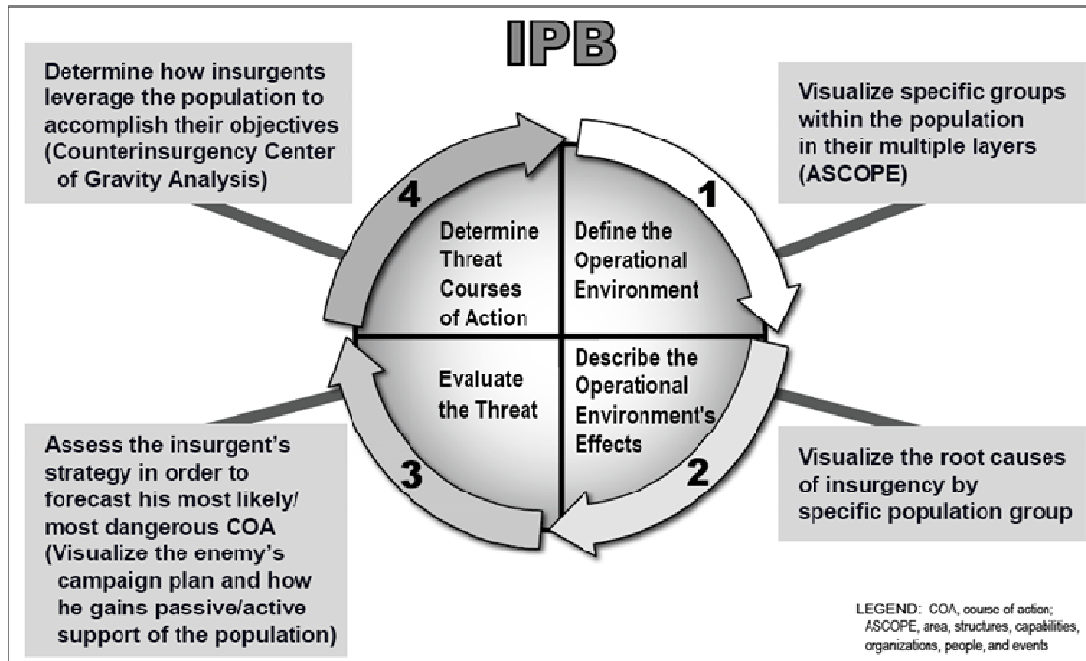 IPB
Determine how insurgents
leverage the population to
accomplish their objectives
(Counterinsurgency Center
of Gravity Analysis)
Visualize specific groups
within the population
in their multiple layers
(ASCOPE)
4
1
Determine
Threat
Courses
of Action
Define the
Operational
Environment
Evaluate
the Threat
Describe the
Operational
Environment's
Effects
3
2
Assess the insurgent's
strategy in order to
forecast his most likely/
most dangerous COA
(Visualize the enemy's
campaign plan and how
he gains passive/active
support of the population)
Visualize the root causes
of insurgency by
specific population group
LEGEND: COA, course of action;
ASCOPE, area, structures, capabilities,
organizations, people, and events